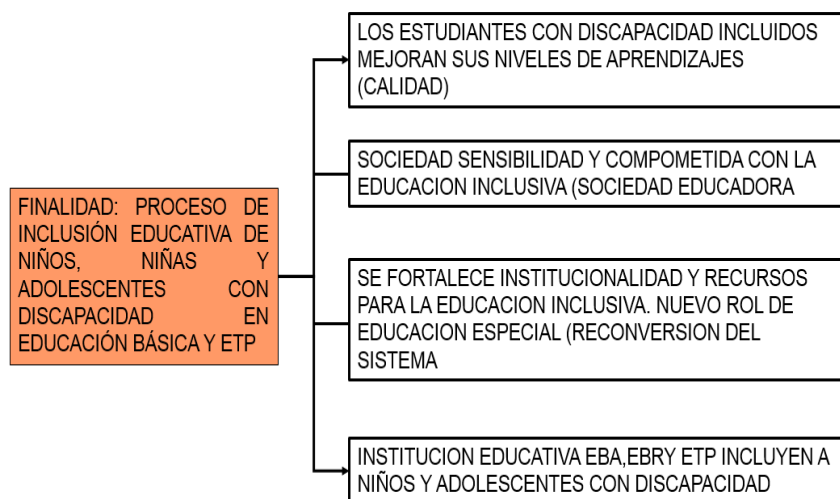 LOS ESTUDIANTES CON DISCAPACIDAD INCLUIDOS
MEJORAN SUS NIVELES DE APRENDIZAJES
(CALIDAD)
SOCIEDAD SENSIBILIDAD Y COMPOMETIDA CON LA
EDUCACION INCLUSIVA (SOCIEDAD EDUCADORA
FINALIDAD: PROCESO DE
INCLUSIÓN EDUCATIVA DE
NIÑOS, NIÑAS Y
ADOLESCENTES CON
DISCAPACIDAD EN
EDUCACIÓN BÁSICA Y ETP
SE FORTALECE INSTITUCIONALIDAD Y RECURSOS
PARA LA EDUCACION INCLUSIVA. NUEVO ROL DE
EDUCACION ESPECIAL (RECONVERSION DEL
SISTEMA
INSTITUCION EDUCATIVA EBA,EBRY ETP INCLUYEN A
NIÑOS Y ADOLESCENTES CON DISCAPACIDAD